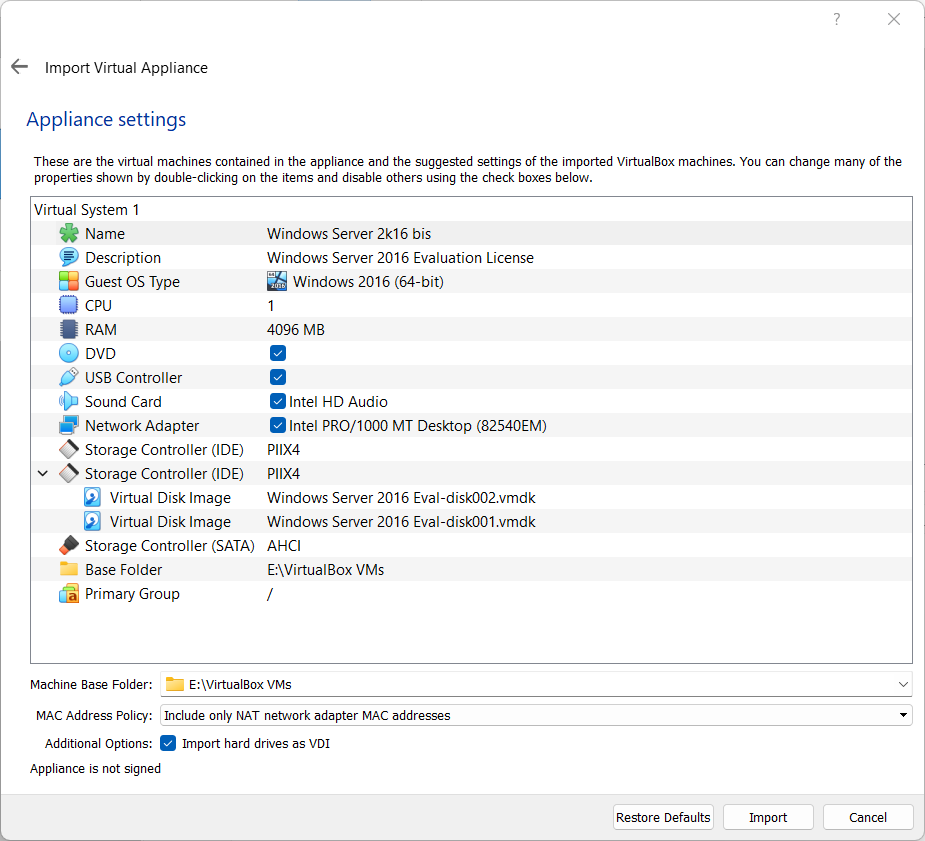 ?
Import Virtual Appliance
Appliance settings
These are the virtual machines contained in the appliance and the suggested settings of the imported VirtualBox machines. You can change many of the
properties shown by double-clicking on the items and disable others using the check boxes below.
Virtual System 1
Name Windows Server 2k16 bis
Description Windows Server 2016 Evaluation License
Guest OS Type 64 2016 Windows 2016 (64-bit)
CPU 1
RAM 4096 MB
DVD
USB Controller
Sound Card Intel HD Audio
Network Adapter Intel PRO/1000 MT Desktop (82540EM)
Storage Controller (IDE) PIIX4
Storage Controller (IDE) PIIX4
Virtual Disk Image Windows Server 2016 Eval-disk002.vmdk
Virtual Disk Image Windows Server 2016 Eval-disk001.vmdk
Storage Controller (SATA) AHCI
Base Folder E:\VirtualBox VMs
a Primary Group /
Machine Base Folder: E:\VirtualBox VMs
MAC Address Policy: Include only NAT network adapter MAC addresses
Additional Options: Import hard drives as VDI
Appliance is not signed
Restore Defaults Import Cancel